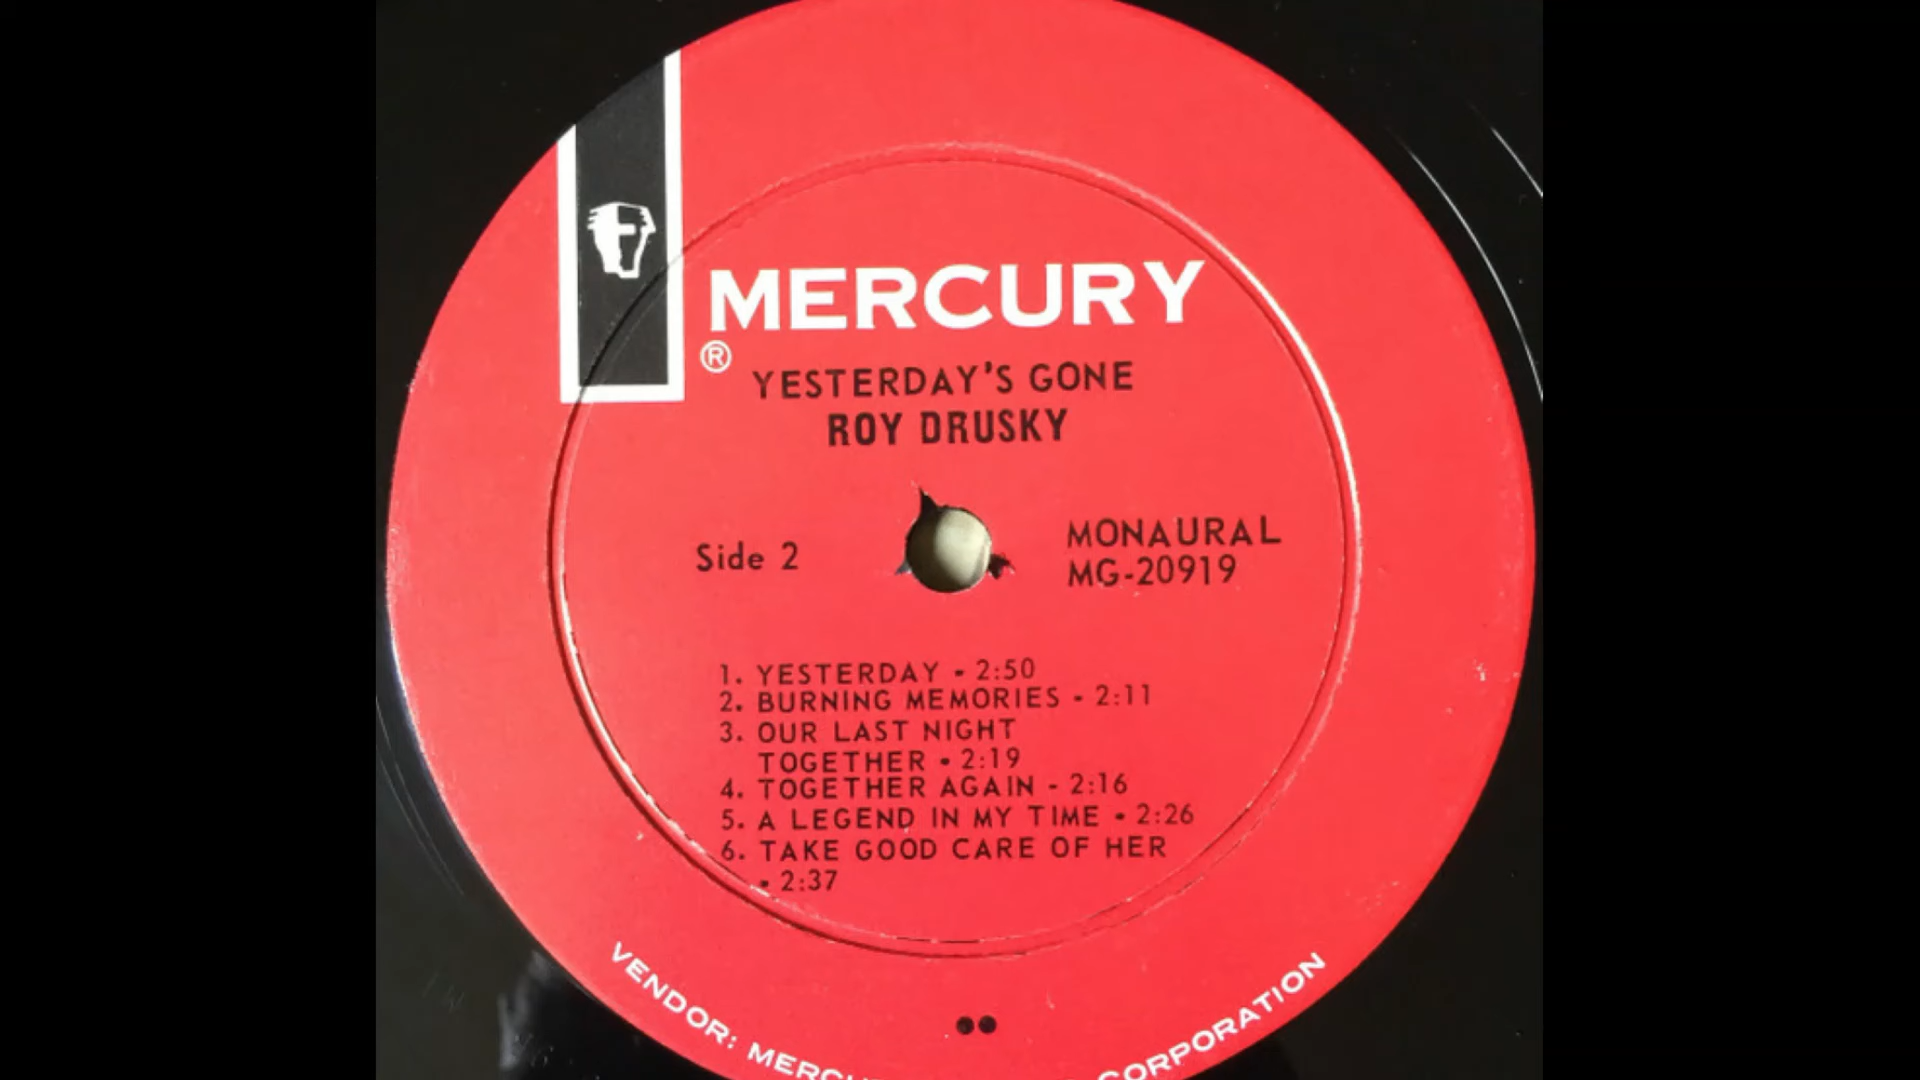 MERCURY
®
YESTERDAY'S GONE
ROY DRUSKY
Side 2
MONAURAL
MG-20919
1. YESTERDAY • 2:50
2. BURNING MEMORIES - 2:11
3. OUR LAST NIGHT
TOGETHER • 2:19
4. TOGETHER AGAIN - 2:16
5. A LEGEND IN MY TIME • 2:26
6. TAKE GOOD CARE OF HER
• 2:37
VENDOR: CORPORATION